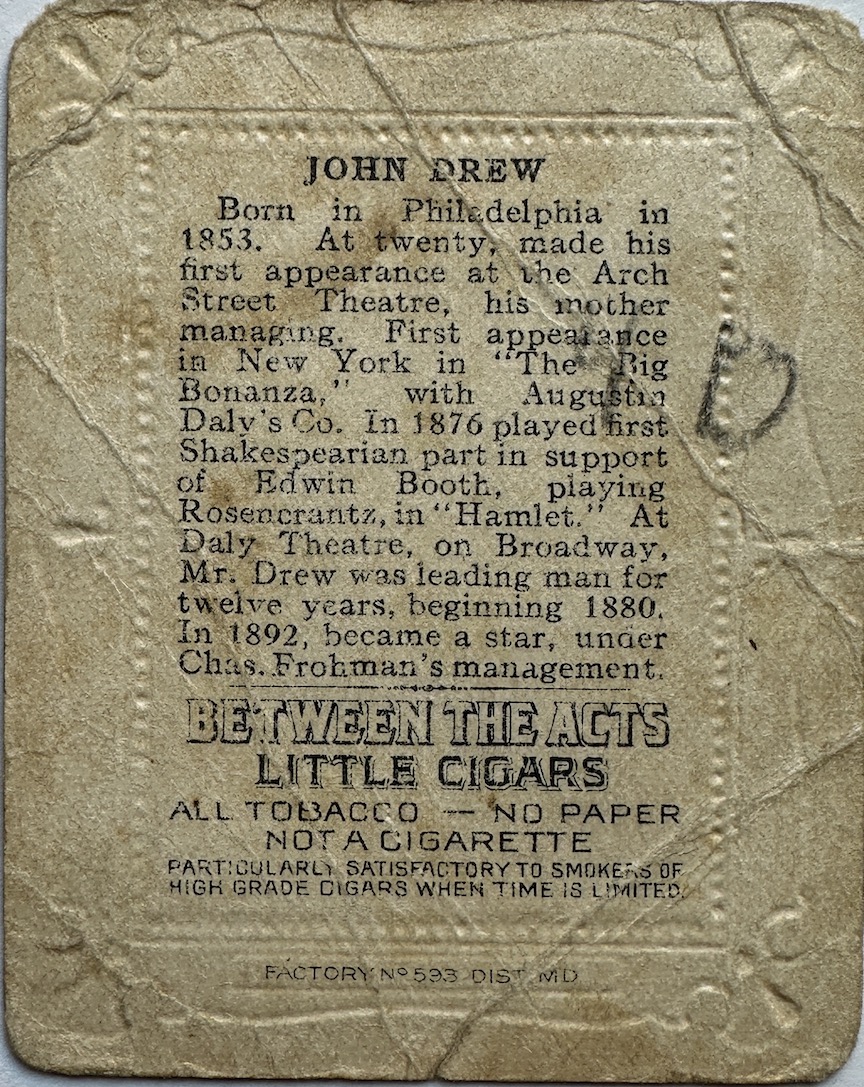 JOHN DREW
Born in Philadelphia in
1853. At twenty, made his
first appearance at the Arch
Street Theatre, his mother
managing. First appearance
in New York in "The Big
Bonanza," with Augustin
Daly's Co. In 1876 played first
Shakespearian part in support
of Edwin Booth, playing
Rosencrantz, in "Hamlet." At
Daly Theatre, on Broadway,
Mr. Drew was leading man for
twelve years, beginning 1880.
In 1892, became a star, under
Chas. Frohman's management.
BETWEEN THE ACTS
LITTLE CIGARS
ALL TOBACCO — NO PAPER
NOT A CIGARETTE
PARTICULARLY SATISFACTORY TO SMOKERS OF
HIGH GRADE CIGARS WHEN TIME IS LIMITED.
FACTORY Nº 593 DIST. MD